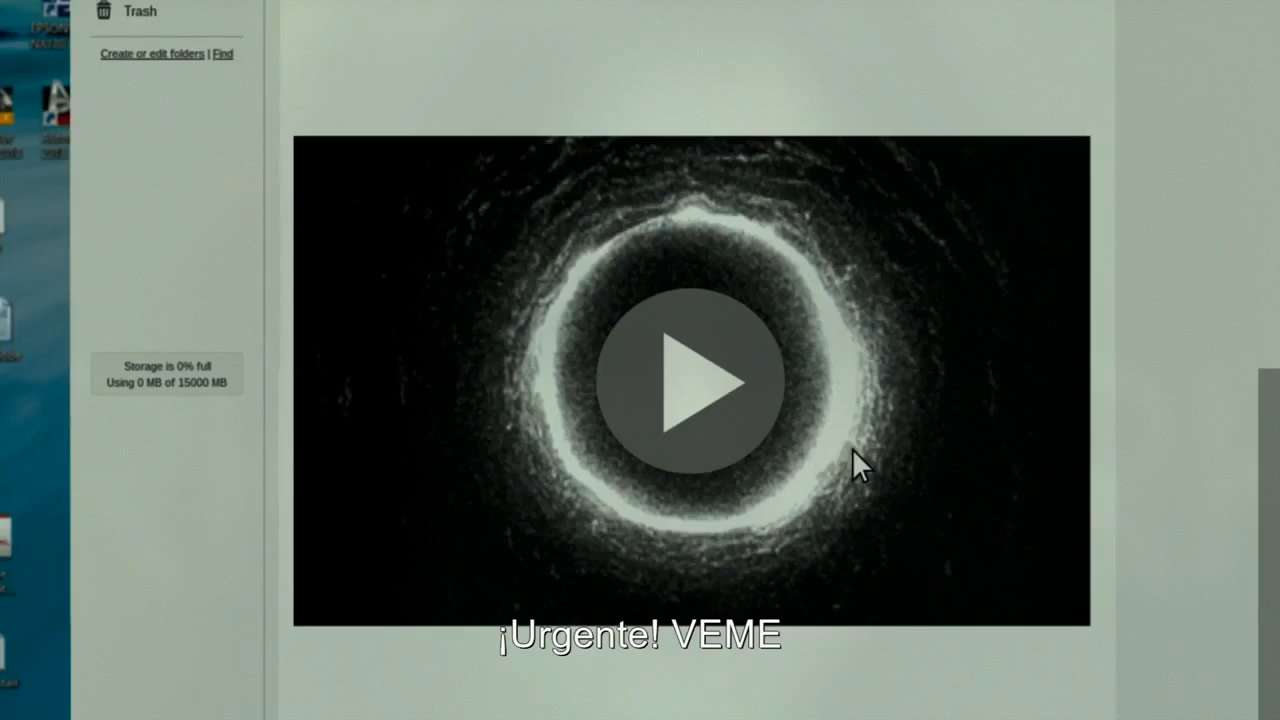 Trash
Create or edit folders | Find
Storage is 0% full
Using 0 MB of 15000 MB
¡Urgente! VEME